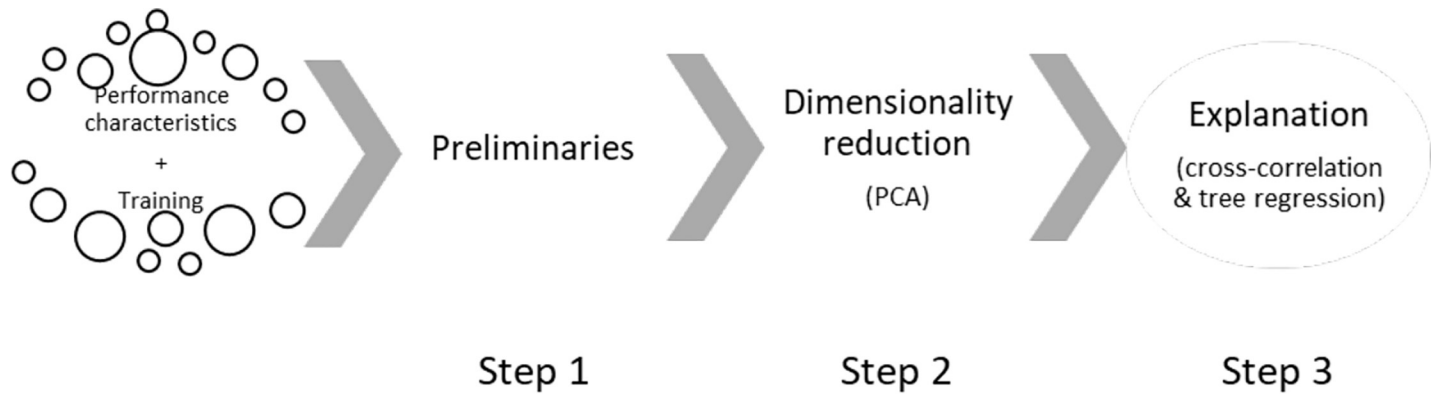 Performance
characteristics
+
Training
Preliminaries
Dimensionality
reduction
(PCA)
Explanation
(cross-correlation
& tree regression)
Step 1
Step 2
Step 3